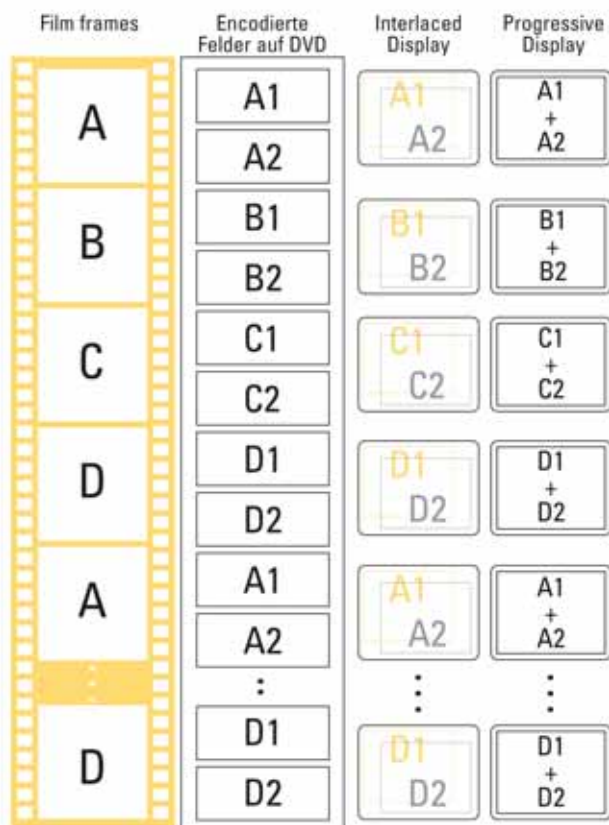 Film frames
Encodierte
Felder auf DVD
Interlaced
Display
Progressive
Display
A
B
C
D
A
D
A1
A2
B1
B2
C1
C2
D1
D2
A1
A2
:
D1
D2
A1
A2
B1
B2
C1
C2
D1
D2
A1
A2
D1
D2
A1
+
A2
B1
+
B2
C1
+
C2
D1
+
D2
A1
+
A2
D1
+
D2